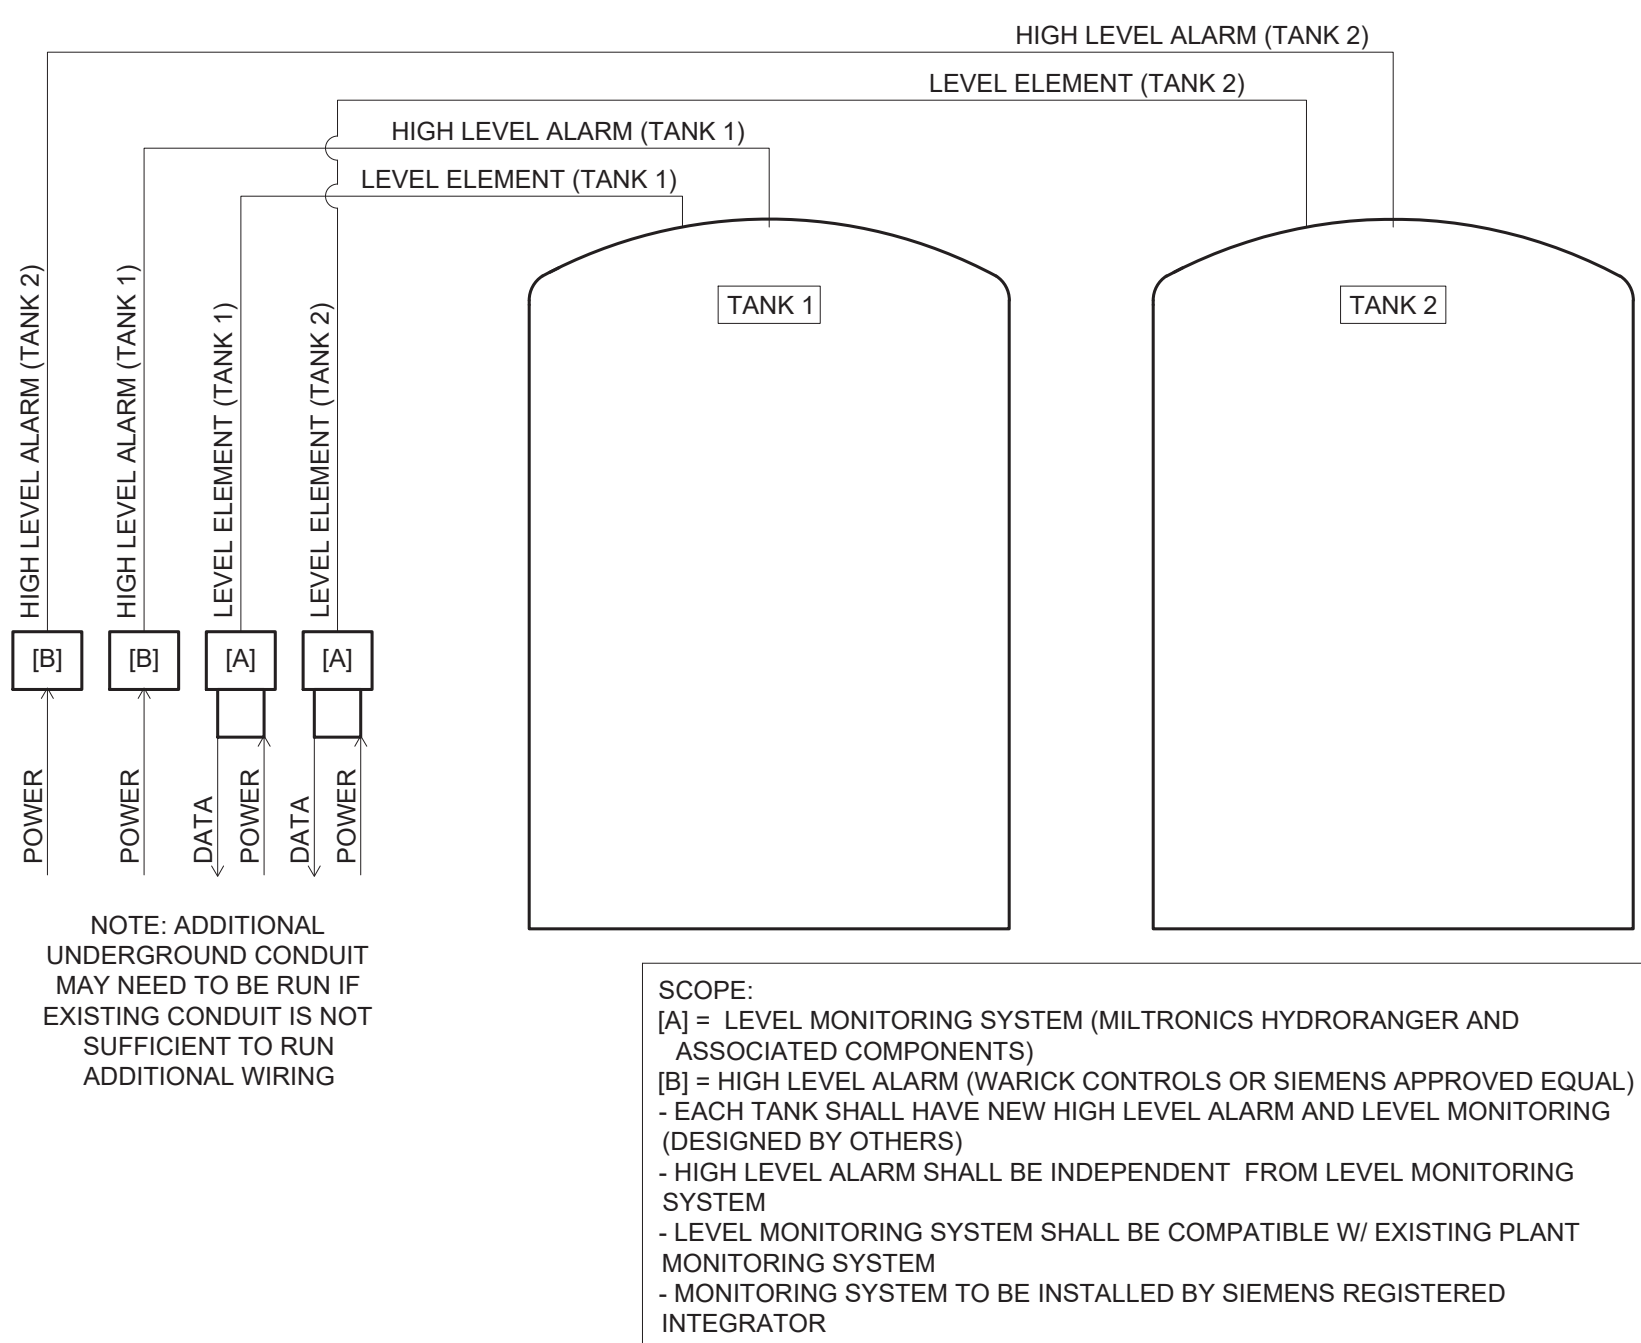 HIGH LEVEL ALARM (TANK 2)
LEVEL ELEMENT (TANK 2)
HIGH LEVEL ALARM (TANK 1)
LEVEL ELEMENT (TANK 1)
HIGH LEVEL ALARM (TANK 2)
HIGH LEVEL ALARM (TANK 1)
LEVEL ELEMENT (TANK 1)
LEVEL ELEMENT (TANK 2)
TANK 1
TANK 2
[B]
[B]
[A]
[A]
POWER
POWER
DATA
POWER
DATA
POWER
NOTE: ADDITIONAL
UNDERGROUND CONDUIT
MAY NEED TO BE RUN IF
EXISTING CONDUIT IS NOT
SUFFICIENT TO RUN
ADDITIONAL WIRING
SCOPE:
[A] = LEVEL MONITORING SYSTEM (MILTRONICS HYDRORANGER AND
ASSOCIATED COMPONENTS)
[B] = HIGH LEVEL ALARM (WARICK CONTROLS OR SIEMENS APPROVED EQUAL)
- EACH TANK SHALL HAVE NEW HIGH LEVEL ALARM AND LEVEL MONITORING
(DESIGNED BY OTHERS)
- HIGH LEVEL ALARM SHALL BE INDEPENDENT FROM LEVEL MONITORING
SYSTEM
- LEVEL MONITORING SYSTEM SHALL BE COMPATIBLE W/ EXISTING PLANT
MONITORING SYSTEM
- MONITORING SYSTEM TO BE INSTALLED BY SIEMENS REGISTERED
INTEGRATOR